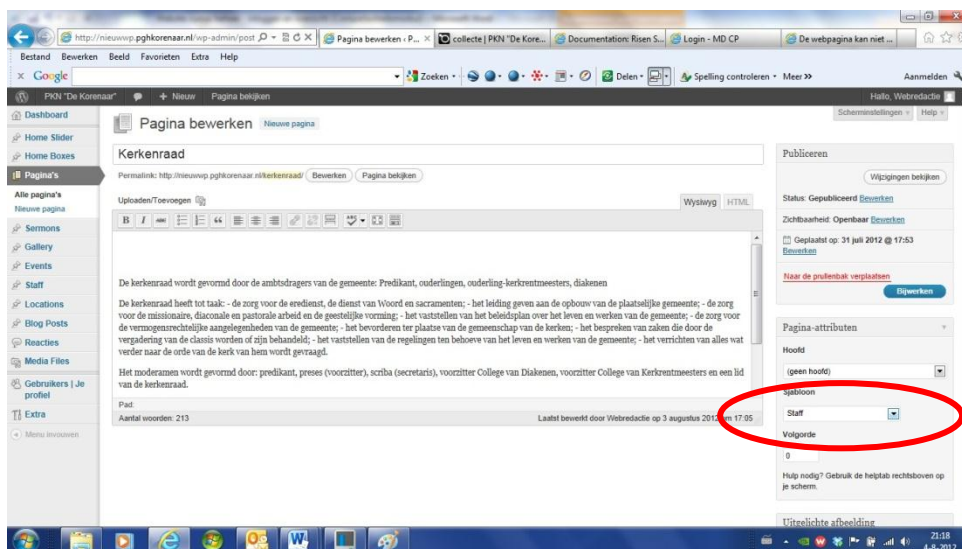 http://nieuwwp.pghkorenaar.nl/wp-admin/post
Pagina bewerken ‹ P...
collecte | PKN "De Kore...
Documentation: Risen S...
Login - MD CP
De webpagina kan niet ...
Bestand Bewerken Beeld Favorieten Extra Help
x Google Zoeken Delen Spelling controleren Meer >> Aanmelden
PKN "De Korenaar" + Nieuw Pagina bekijken Hallo, Webredactie
Scherminstellingen Help
Dashboard
Home Slider
Home Boxes
Pagina's
Alle pagina's
Nieuwe pagina
Sermons
Gallery
Events
Staff
Locations
Blog Posts
Reacties
Media Files
Gebruikers | Je
profiel
Extra
Menu invouwen
Pagina bewerken Nieuwe pagina
Kerkenraad
Permalink: http://nieuwwp.pghkorenaar.nl/kerkenraad/ Bewerken Pagina bekijken
Uploaden/Toevoegen Wysiwyg HTML
B I ABC
De kerkenraad wordt gevormd door de ambtsdragers van de gemeente: Predikant, ouderlingen, ouderling-kerkrentmeesters, diakenen
De kerkenraad heeft tot taak: - de zorg voor de eredienst, de dienst van Woord en sacramenten; - het leiding geven aan de opbouw van de plaatselijke gemeente; - de zorg
voor de missionaire, diaconale en pastorale arbeid en de geestelijke vorming; - het vaststellen van het beleidsplan over het leven en werken van de gemeente; - de zorg voor
de vermogensrechtelijke aangelegenheden van de gemeente; - het bevorderen ter plaatse van de gemeenschap van de kerken; - het bespreken van zaken die door de
vergadering van de classis worden of zijn behandeld; - het vaststellen van de regelingen ten behoeve van het leven en werken van de gemeente; - het verrichten van alles wat
verder naar de orde van de kerk van hem wordt gevraagd.
Het moderamen wordt gevormd door: predikant, preses (voorzitter), scriba (secretaris), voorzitter College van Diakenen, voorzitter College van Kerkrentmeesters en een lid
van de kerkenraad.
Pad:
Aantal woorden: 213 Laatst bewerkt door Webredactie op 3 augustus 2012 om 17:05
Publiceren
Wijzigingen bekijken
Status: Gepubliceerd Bewerken
Zichtbaarheid: Openbaar Bewerken
Geplaatst op: 31 juli 2012 @ 17:53
Bewerken
Naar de prullenbak verplaatsen
Bijwerken
Pagina-attributen
Hoofd
(geen hoofd)
Sjabloon
Staff
Volgorde
0
Hulp nodig? Gebruik de helptab rechtsboven op
je scherm.
Uitgelichte afbeelding
21:18
4-8-2012